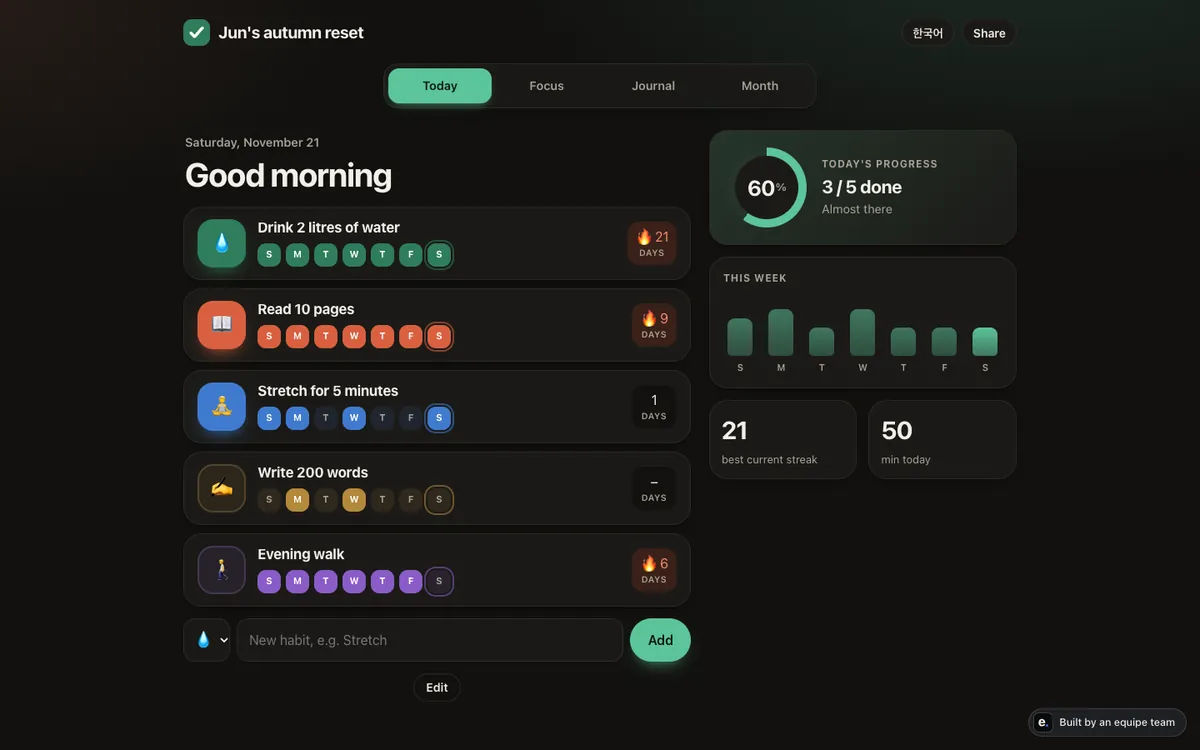 Jun's autumn reset
한국어
Share
Today
Focus
Journal
Month
Saturday, November 21
Good morning
Drink 2 litres of water
S M T W T F S
21
DAYS
Read 10 pages
S M T W T F S
9
DAYS
Stretch for 5 minutes
S M T W T F S
1
DAYS
Write 200 words
S M T W T F S
–
DAYS
Evening walk
S M T W T F S
6
DAYS
New habit, e.g. Stretch
Add
Edit
60%
TODAY'S PROGRESS
3 / 5 done
Almost there
THIS WEEK
S M T W T F S
21
best current streak
50
min today
e.
Built by an equipe team